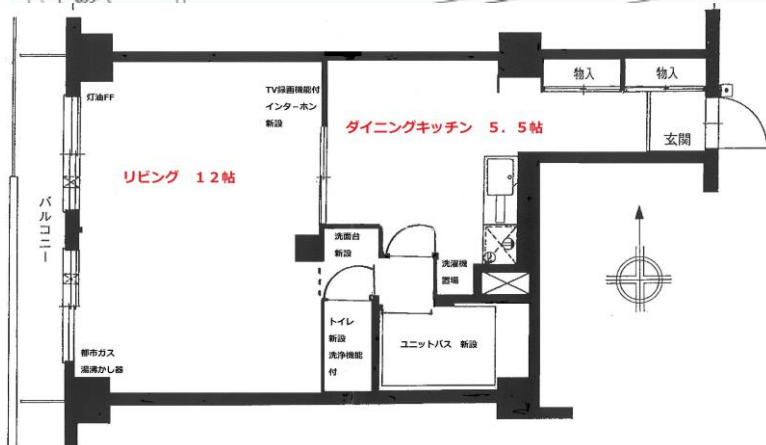 物入
物入
灯油FF
TV録画機能付
インターホン
新設
ダイニングキッチン 5.5帖
玄関
リビング 12帖
バルコニー
洗面台
新設
洗濯機
置場
トイレ
新設
洗浄機能
付
ユニットバス 新設
都市ガス
湯沸かし器